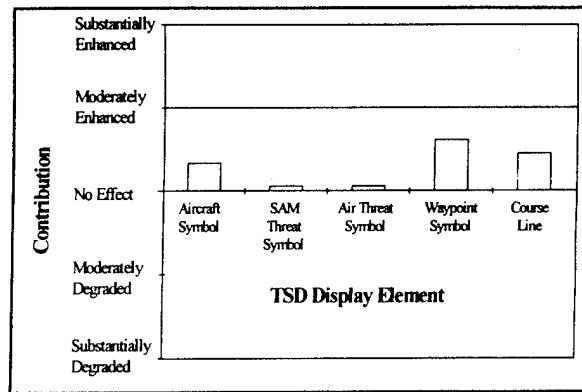 Substantially
Enhanced
Moderately
Enhanced
Contribution
No Effect
Aircraft
Symbol
SAM
Threat
Symbol
Air Threat
Symbol
Waypoint
Symbol
Course
Line
Moderately
Degraded
TSD Display Element
Substantially
Degraded